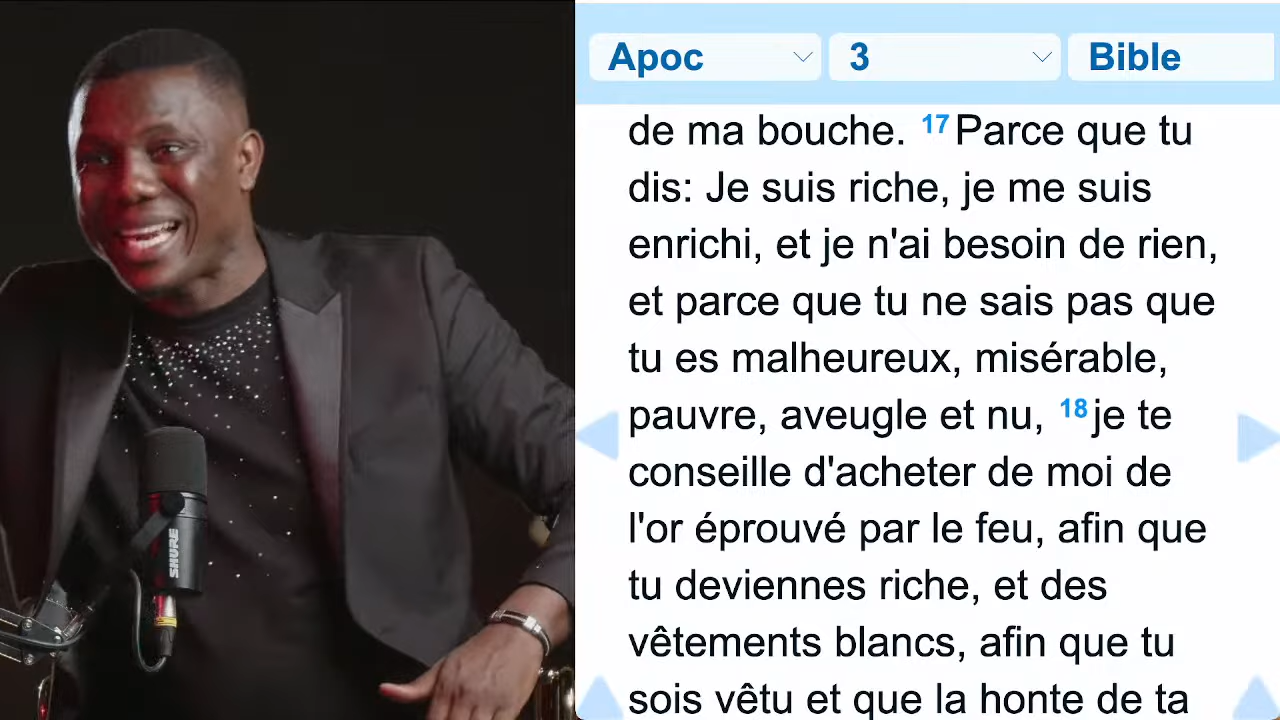 Apoc 3 Bible
de ma bouche. 17 Parce que tu
dis: Je suis riche, je me suis
enrichi, et je n'ai besoin de rien,
et parce que tu ne sais pas que
tu es malheureux, misérable,
pauvre, aveugle et nu, 18 je te
conseille d'acheter de moi de
l'or éprouvé par le feu, afin que
tu deviennes riche, et des
vêtements blancs, afin que tu
sois vêtu et que la honte de ta
SHURE